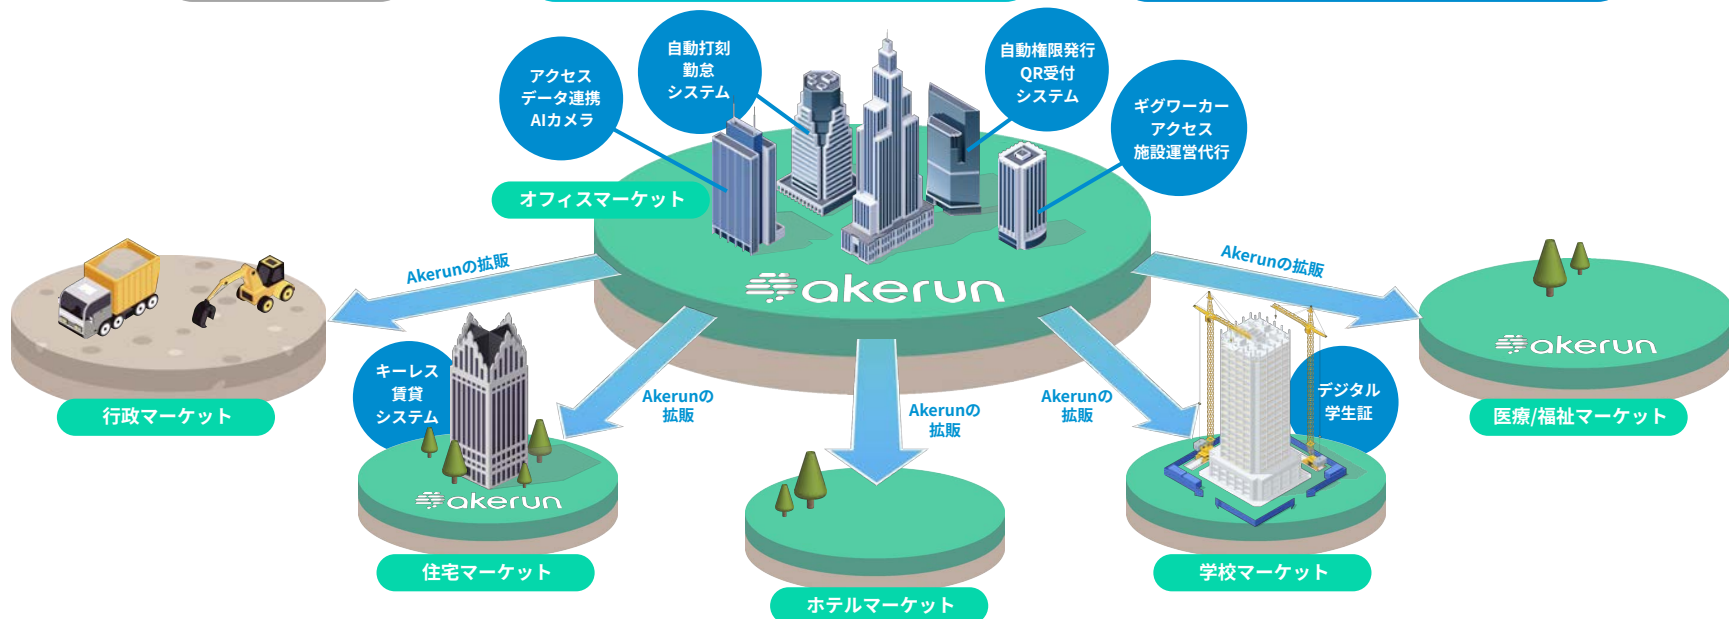 アクセス
データ連携
AIカメラ
自動打刻
勤怠
システム
自動権限発行
QR受付
システム
ギグワーカー
アクセス
施設運営代行
オフィスマーケット
akerun
Akerunの拡販
Akerunの拡販
Akerunの
拡販
Akerunの
拡販
Akerunの
拡販
行政マーケット
キーレス
賃貸
システム
akerun
住宅マーケット
ホテルマーケット
デジタル
学生証
学校マーケット
akerun
医療/福祉マーケット